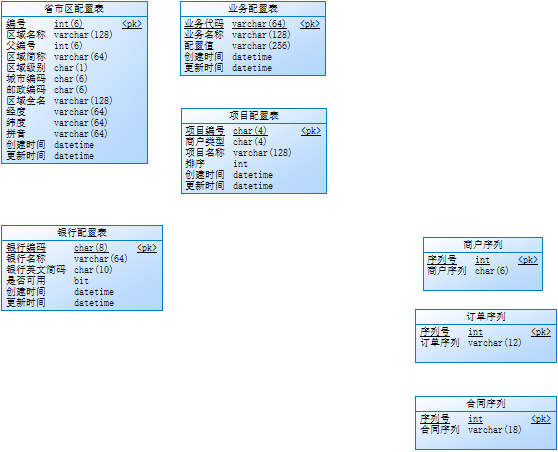 省市区配置表
编号 int(6) <pk>
区域名称 varchar(128)
父编号 int(6)
区域简称 varchar(64)
区域级别 char(1)
城市编码 char(6)
邮政编码 char(6)
区域全名 varchar(128)
经度 varchar(64)
纬度 varchar(64)
拼音 varchar(64)
创建时间 datetime
更新时间 datetime
业务配置表
业务代码 varchar(64) <pk>
业务名称 varchar(128)
配置值 varchar(256)
创建时间 datetime
更新时间 datetime
项目配置表
项目编号 char(4) <pk>
商户类型 char(4)
项目名称 varchar(128)
排序 int
创建时间 datetime
更新时间 datetime
银行配置表
银行编码 char(8) <pk>
银行名称 varchar(64)
银行英文简码 char(10)
是否可用 bit
创建时间 datetime
更新时间 datetime
商户序列
序列号 int <pk>
商户序列 char(6)
订单序列
序列号 int <pk>
订单序列 varchar(12)
合同序列
序列号 int <pk>
合同序列 varchar(18)